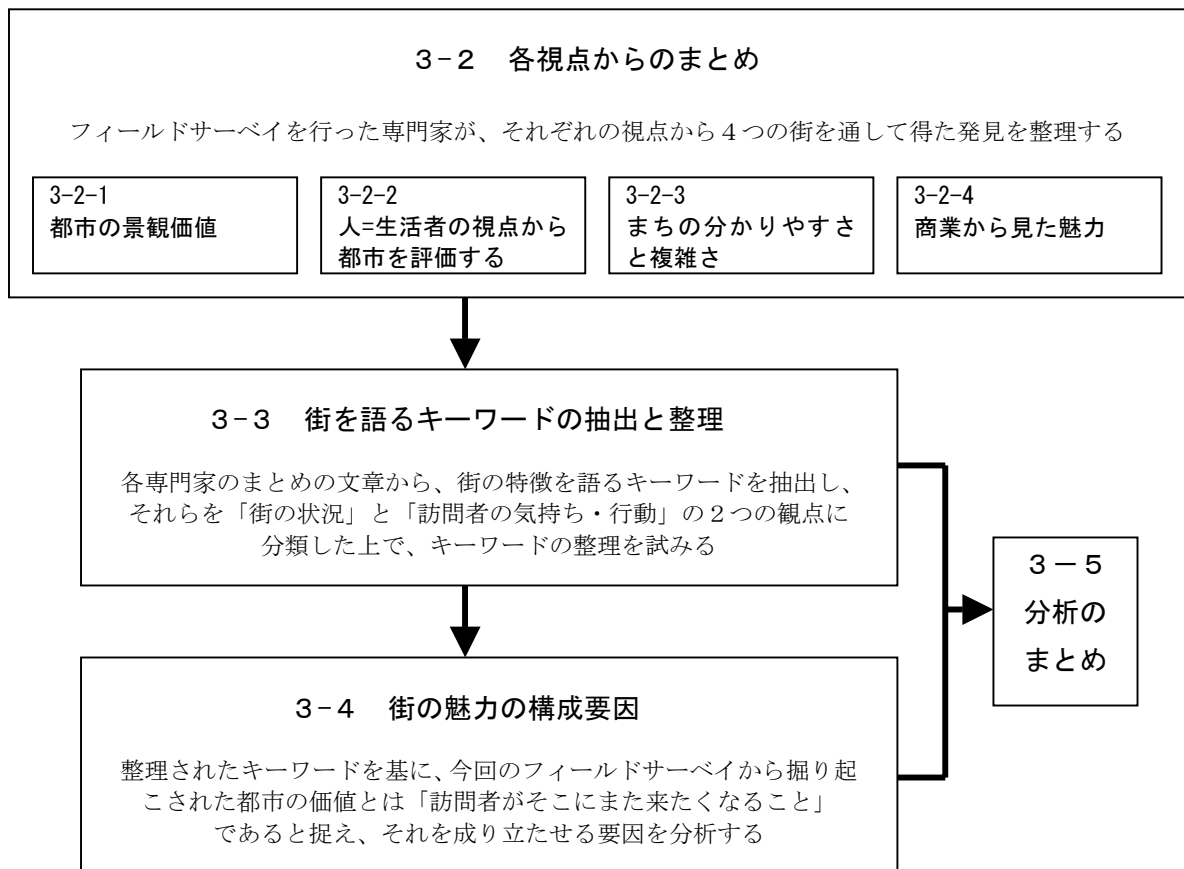 3-2 各視点からのまとめ
フィールドサーベイを行った専門家が、それぞれの視点から4つの街を通して得た発見を整理する
3-2-1
都市の景観価値
3-2-2
人=生活者の視点から
都市を評価する
3-2-3
まちの分かりやすさ
と複雑さ
3-2-4
商業から見た魅力
3-3 街を語るキーワードの抽出と整理
各専門家のまとめの文章から、街の特徴を語るキーワードを抽出し、
それらを「街の状況」と「訪問者の気持ち・行動」の2つの観点に
分類した上で、キーワードの整理を試みる
3-4 街の魅力の構成要因
整理されたキーワードを基に、今回のフィールドサーベイから掘り起
こされた都市の価値とは「訪問者がそこにまた来たくなること」
であると捉え、それを成り立たせる要因を分析する
3-5
分析の
まとめ